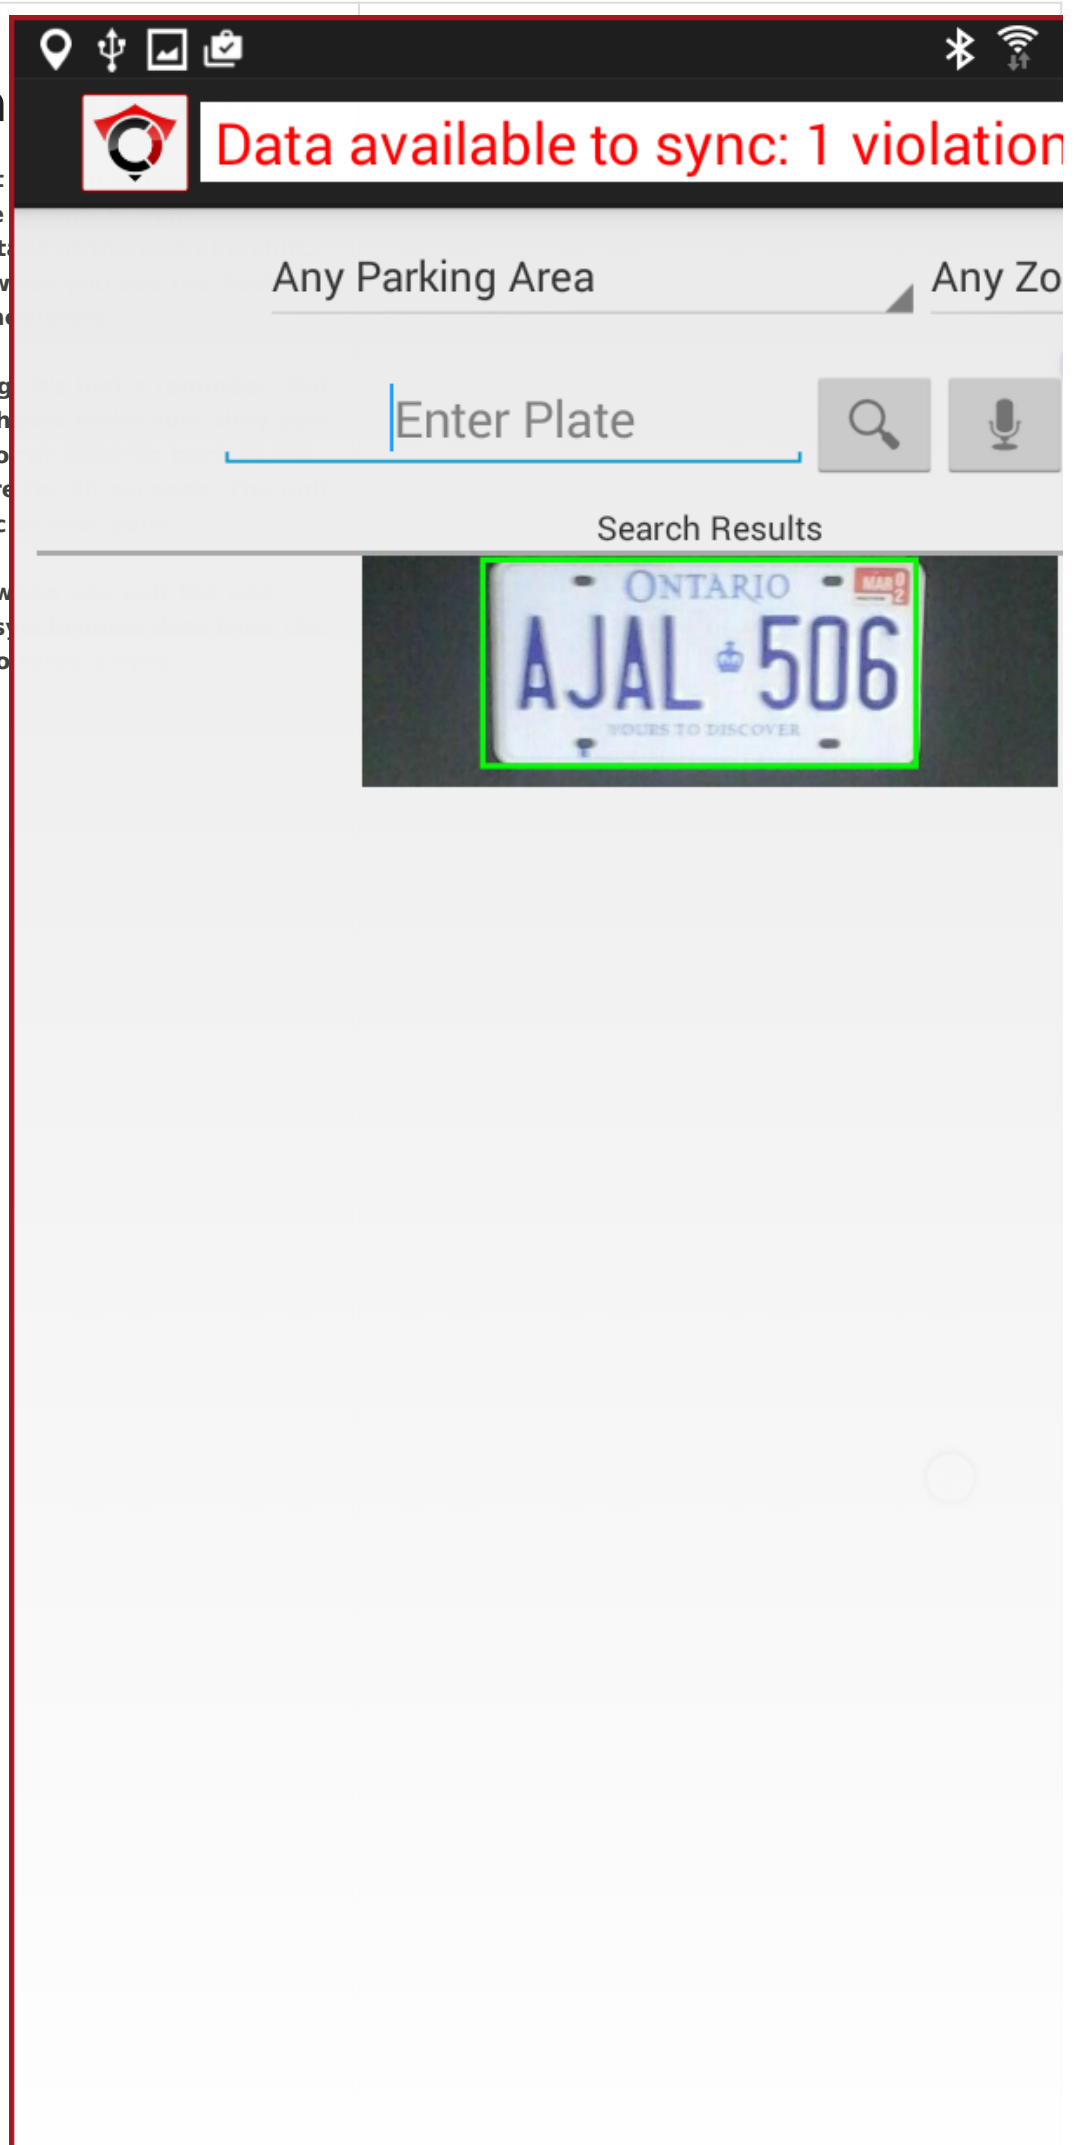 Data available to sync: 1 violation
Any Parking Area
Any Zo
Enter Plate
Search Results
ONTARIO
MAR 02
AJAL 506
YOURS TO DISCOVER